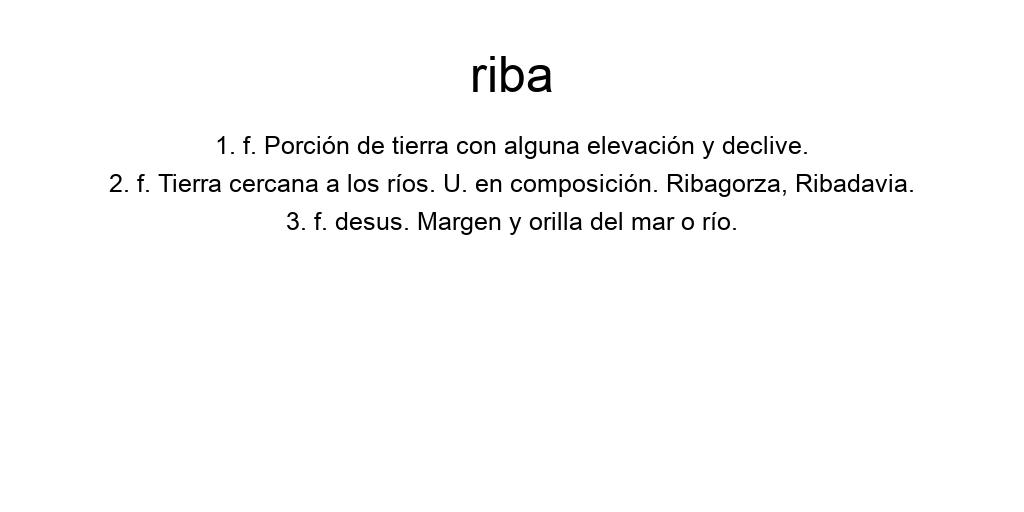 riba
1. f. Porción de tierra con alguna elevación y declive.
2. f. Tierra cercana a los ríos. U. en composición. Ribagorza, Ribadavia.
3. f. desus. Margen y orilla del mar o río.